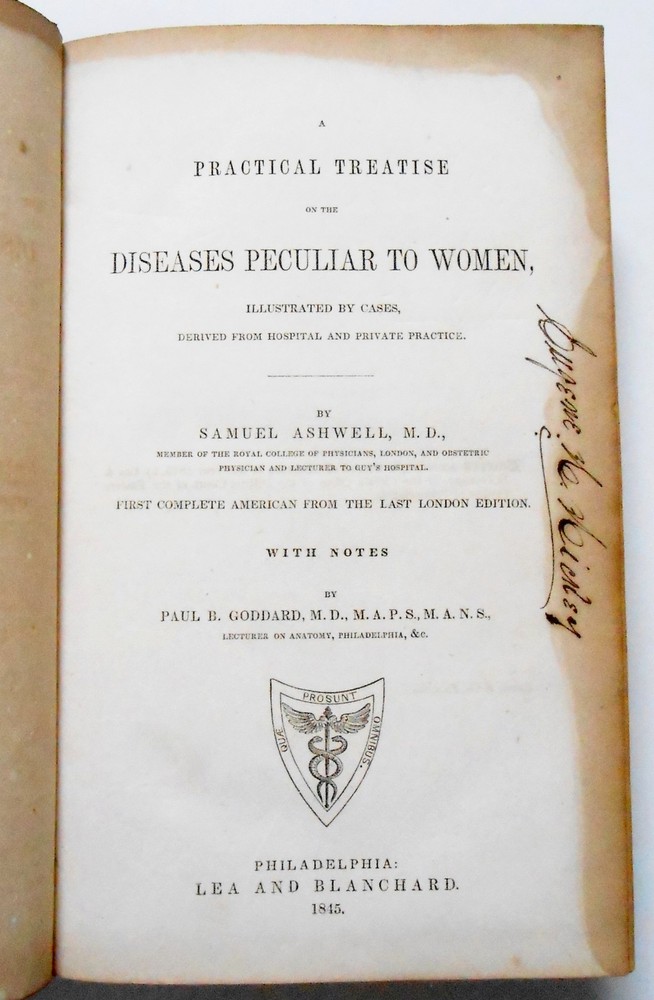 A
PRACTICAL TREATISE
ON THE
DISEASES PECULIAR TO WOMEN,
ILLUSTRATED BY CASES,
DERIVED FROM HOSPITAL AND PRIVATE PRACTICE.
BY
SAMUEL ASHWELL, M. D.,
MEMBER OF THE ROYAL COLLEGE OF PHYSICIANS, LONDON, AND OBSTETRIC
PHYSICIAN AND LECTURER TO GUY'S HOSPITAL.
FIRST COMPLETE AMERICAN FROM THE LAST LONDON EDITION.
WITH NOTES
BY
PAUL B. GODDARD, M. D., M. A. P. S., M. A. N. S.,
LECTURER ON ANATOMY, PHILADELPHIA, &c.
QUÆ PROSUNT OMNIBUS.
PHILADELPHIA:
LEA AND BLANCHARD.
1845.
Eugene H. Hickey